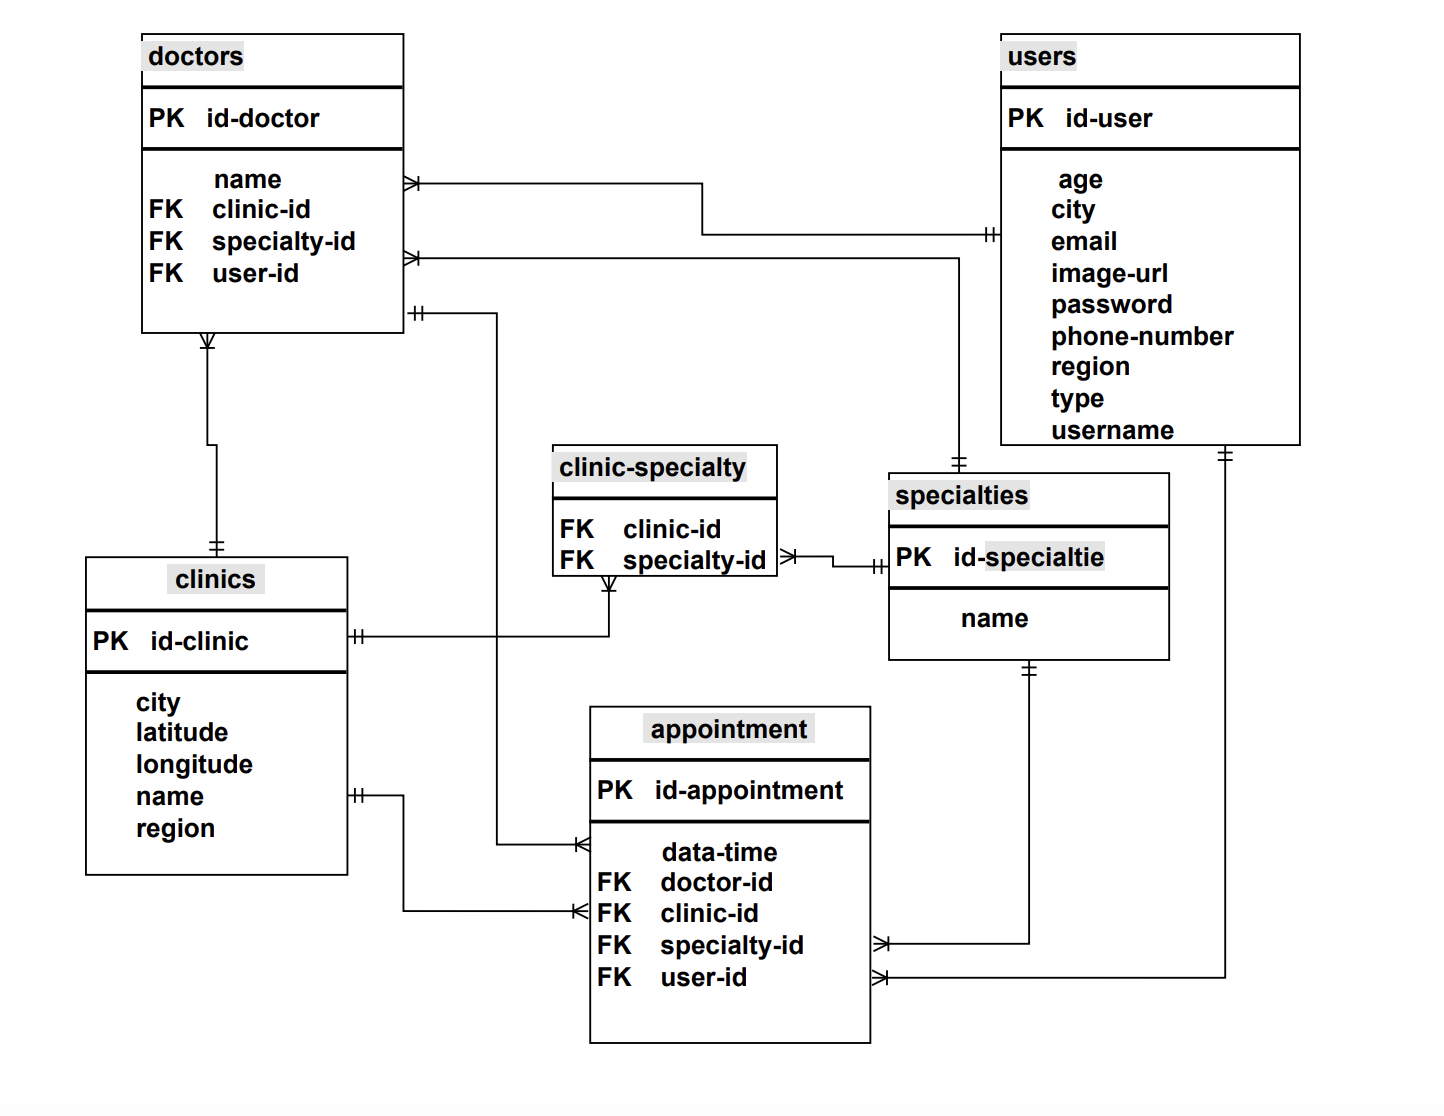 doctors
PK id-doctor
name
FK clinic-id
FK specialty-id
FK user-id
users
PK id-user
age
city
email
image-url
password
phone-number
region
type
username
clinic-specialty
FK clinic-id
FK specialty-id
specialties
PK id-specialtie
name
clinics
PK id-clinic
city
latitude
longitude
name
region
appointment
PK id-appointment
data-time
FK doctor-id
FK clinic-id
FK specialty-id
FK user-id